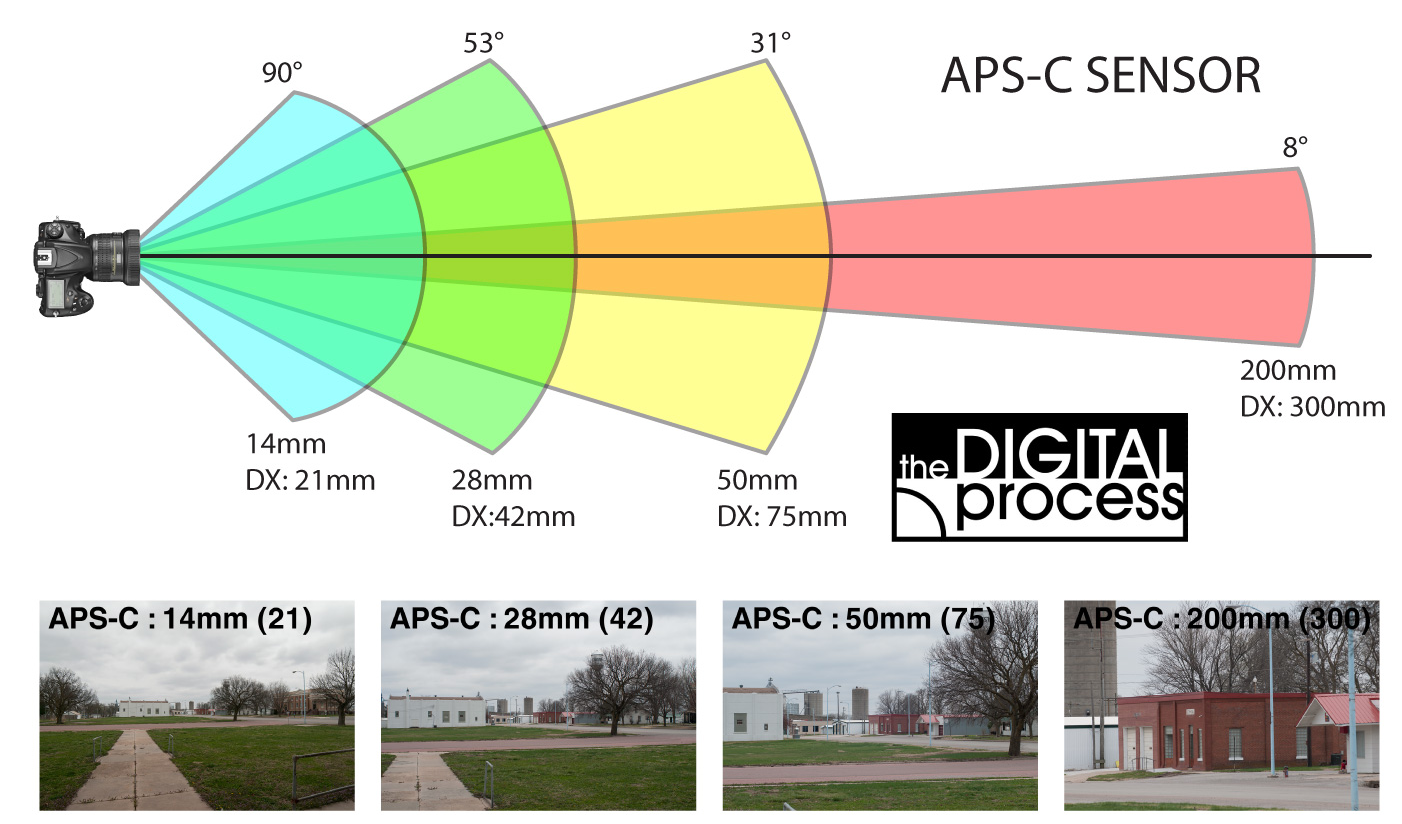 53°
31°
90°
APS-C SENSOR
8°
200mm
DX: 300mm
14mm
DX: 21mm
28mm
DX:42mm
50mm
DX: 75mm
the DIGITAL
process
APS-C : 14mm (21)
APS-C : 28mm (42)
APS-C : 50mm (75)
APS-C : 200mm (300)